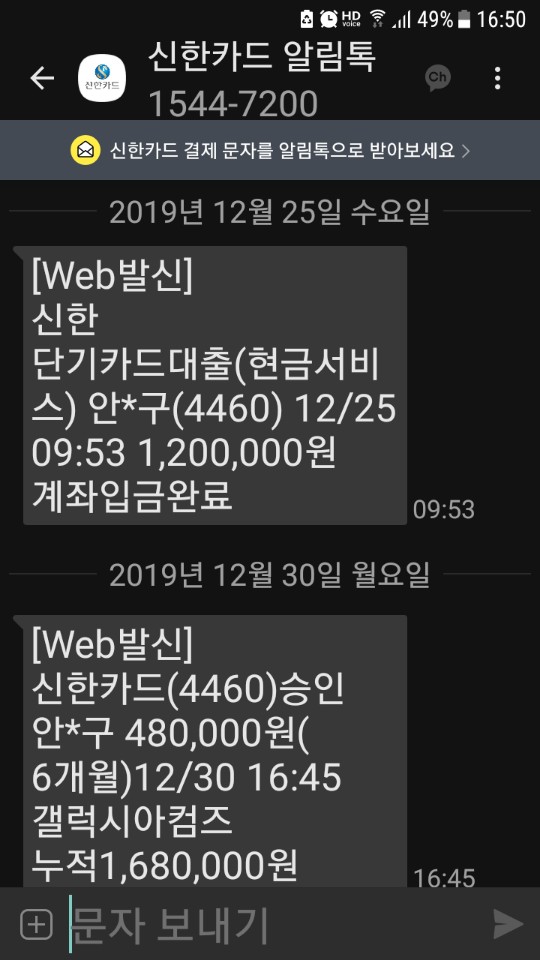 HD voice 49% 16:50
신한카드 알림톡
신한카드
1544-7200
Ch
신한카드 결제 문자를 알림톡으로 받아보세요 >
2019년 12월 25일 수요일
[Web발신]
신한
단기카드대출(현금서비
스) 안*구(4460) 12/25
09:53 1,200,000원
계좌입금완료
09:53
2019년 12월 30일 월요일
[Web발신]
신한카드(4460)승인
안*구 480,000원(
6개월)12/30 16:45
갤럭시아컴즈
누적1,680,000원
16:45
문자 보내기